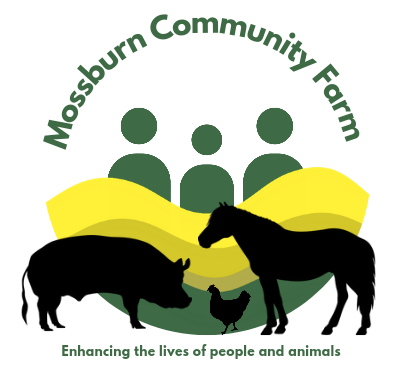 Mossburn Community Farm
Enhancing the lives of people and animals